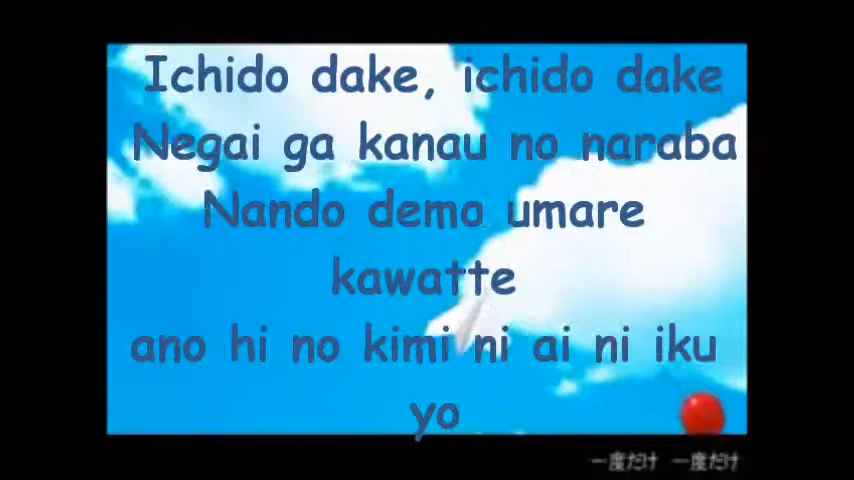 Ichido dake, ichido dake
Negai ga kanau no naraba
Nando demo umare
kawatte
ano hi no kimi ni ai ni iku
yo
一度だけ 一度だけ